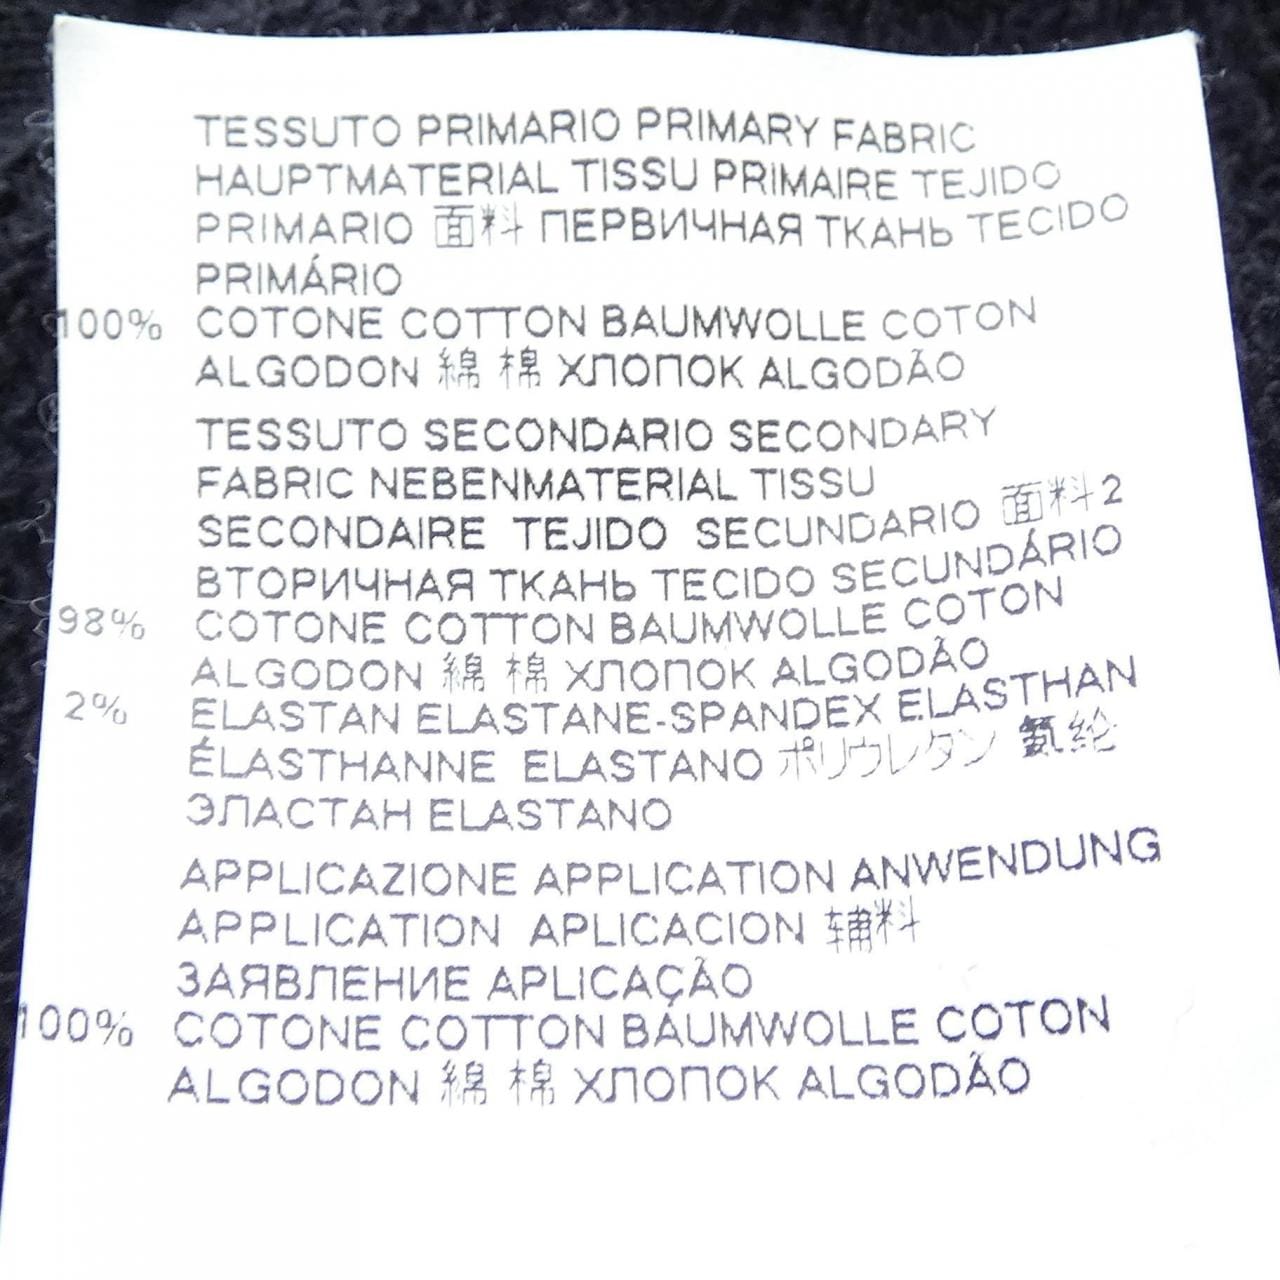 TESSUTO PRIMARIO PRIMARY FABRIC
HAUPTMATERIAL TISSU PRIMAIRE TEJIDO
PRIMARIO 面料 ПЕРВИЧНАЯ ТКАНЬ TECIDO
PRIMÁRIO
100% COTONE COTTON BAUMWOLLE COTON
ALGODON 綿 棉 ХЛОПОК ALGODÃO
TESSUTO SECONDARIO SECONDARY
FABRIC NEBENMATERIAL TISSU
SECONDAIRE TEJIDO SECUNDARIO 面料2
ВТОРИЧНАЯ ТКАНЬ TECIDO SECUNDÁRIO
98% COTONE COTTON BAUMWOLLE COTON
ALGODON 綿 棉 ХЛОПОК ALGODÃO
2% ELASTAN ELASTANE-SPANDEX ELASTHAN
ÉLASTHANNE ELASTANO ポリウレタン 氨纶
ЭЛАСТАН ELASTANO
APPLICAZIONE APPLICATION ANWENDUNG
APPLICATION APLICACION 辅料
ЗАЯВЛЕНИЕ APLICAÇÃO
100% COTONE COTTON BAUMWOLLE COTON
ALGODON 綿 棉 ХЛОПОК ALGODÃO